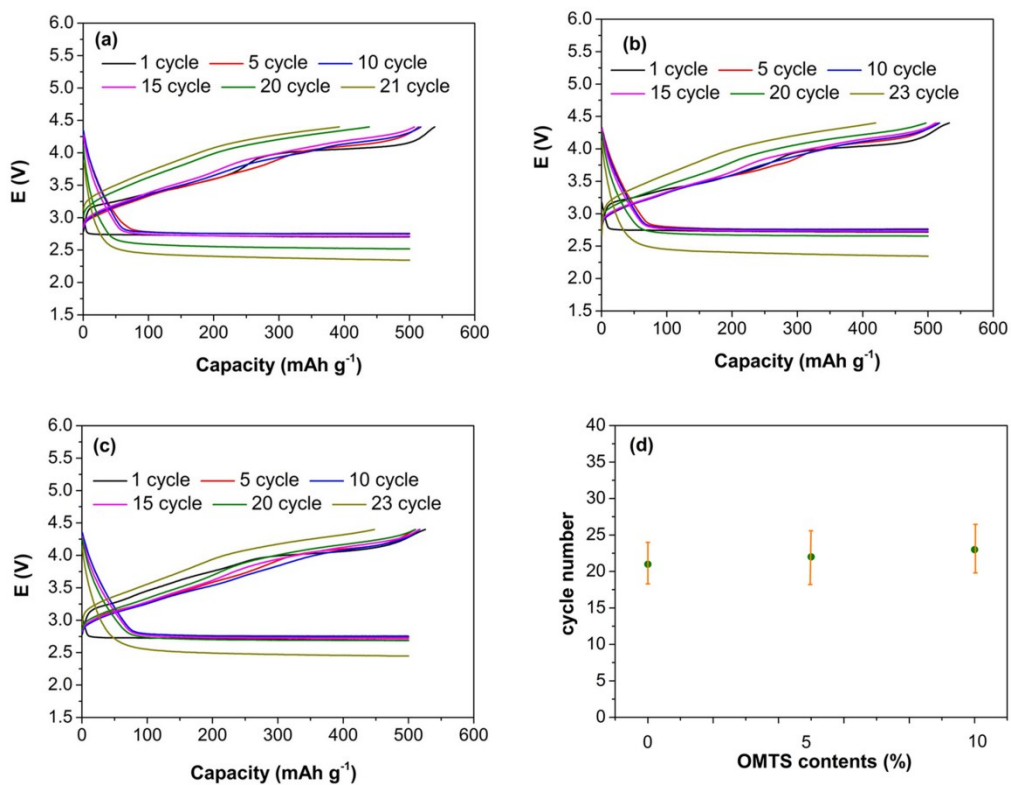 (a)
1 cycle 5 cycle 10 cycle
15 cycle 20 cycle 21 cycle
E (V)
6.0
5.5
5.0
4.5
4.0
3.5
3.0
2.5
2.0
1.5
0 100 200 300 400 500 600
Capacity (mAh g⁻¹)
(b)
1 cycle 5 cycle 10 cycle
15 cycle 20 cycle 23 cycle
E (V)
6.0
5.5
5.0
4.5
4.0
3.5
3.0
2.5
2.0
1.5
0 100 200 300 400 500 600
Capacity (mAh g⁻¹)
(c)
1 cycle 5 cycle 10 cycle
15 cycle 20 cycle 23 cycle
E (V)
6.0
5.5
5.0
4.5
4.0
3.5
3.0
2.5
2.0
1.5
0 100 200 300 400 500 600
Capacity (mAh g⁻¹)
(d)
cycle number
40
35
30
25
20
15
10
5
0
0 5 10
OMTS contents (%)